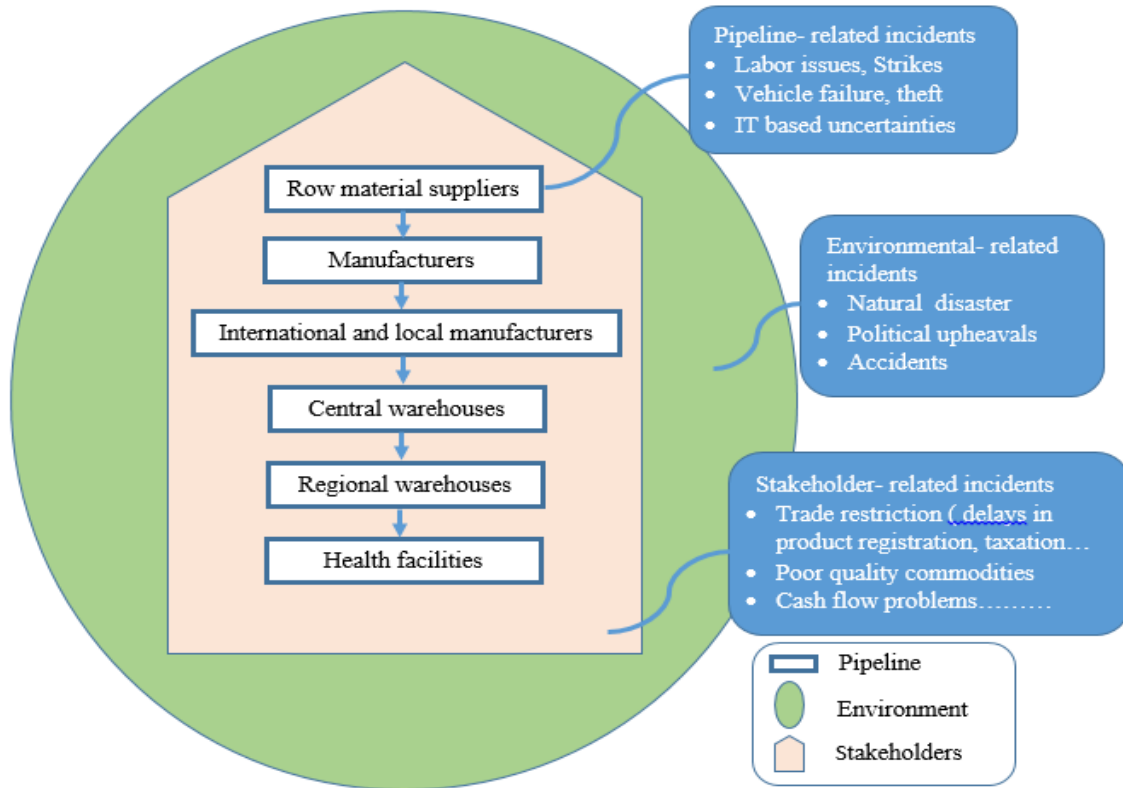 Pipeline- related incidents
• Labor issues, Strikes
• Vehicle failure, theft
• IT based uncertainties
Row material suppliers
Manufacturers
International and local manufacturers
Central warehouses
Regional warehouses
Health facilities
Environmental- related
incidents
• Natural disaster
• Political upheavals
• Accidents
Stakeholder- related incidents
• Trade restriction ( delays in
product registration, taxation…
• Poor quality commodities
• Cash flow problems………
Pipeline
Environment
Stakeholders